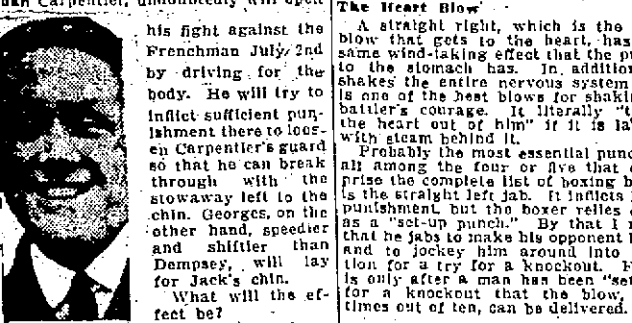 Carpentier, undoubtedly will open
his fight against the
Frenchman July 2nd
by driving for the
body. He will try to
inflict sufficient pun-
ishment there to loos-
en Carpentier's guard
so that he can break
through with the
stowaway left to the
chin. Georges, on the
other hand, speedier
and shiftier than
Dempsey, will lay
for Jack's chin.
What will the ef-
fect be?
The Heart Blow
A straight right, which is the
blow that gets to the heart, has
same wind-taking effect that the
to the stomach has. In addition
shakes the entire nervous system
is one of the best blows for
battler's courage. It literally
the heart out of him" if it is
with steam behind it.
Probably the most essential
all among the four or five that
prise the complete list of boxing
is the straight left jab. It inflicts
punishment, but the boxer relies
as a "set-up punch." By that I
that he jabs to make his opponent
and to jockey him around into
tion for a try for a knockout.
is only after a man has been "set
for a knockout that the blow,
times out of ten, can be delivered.